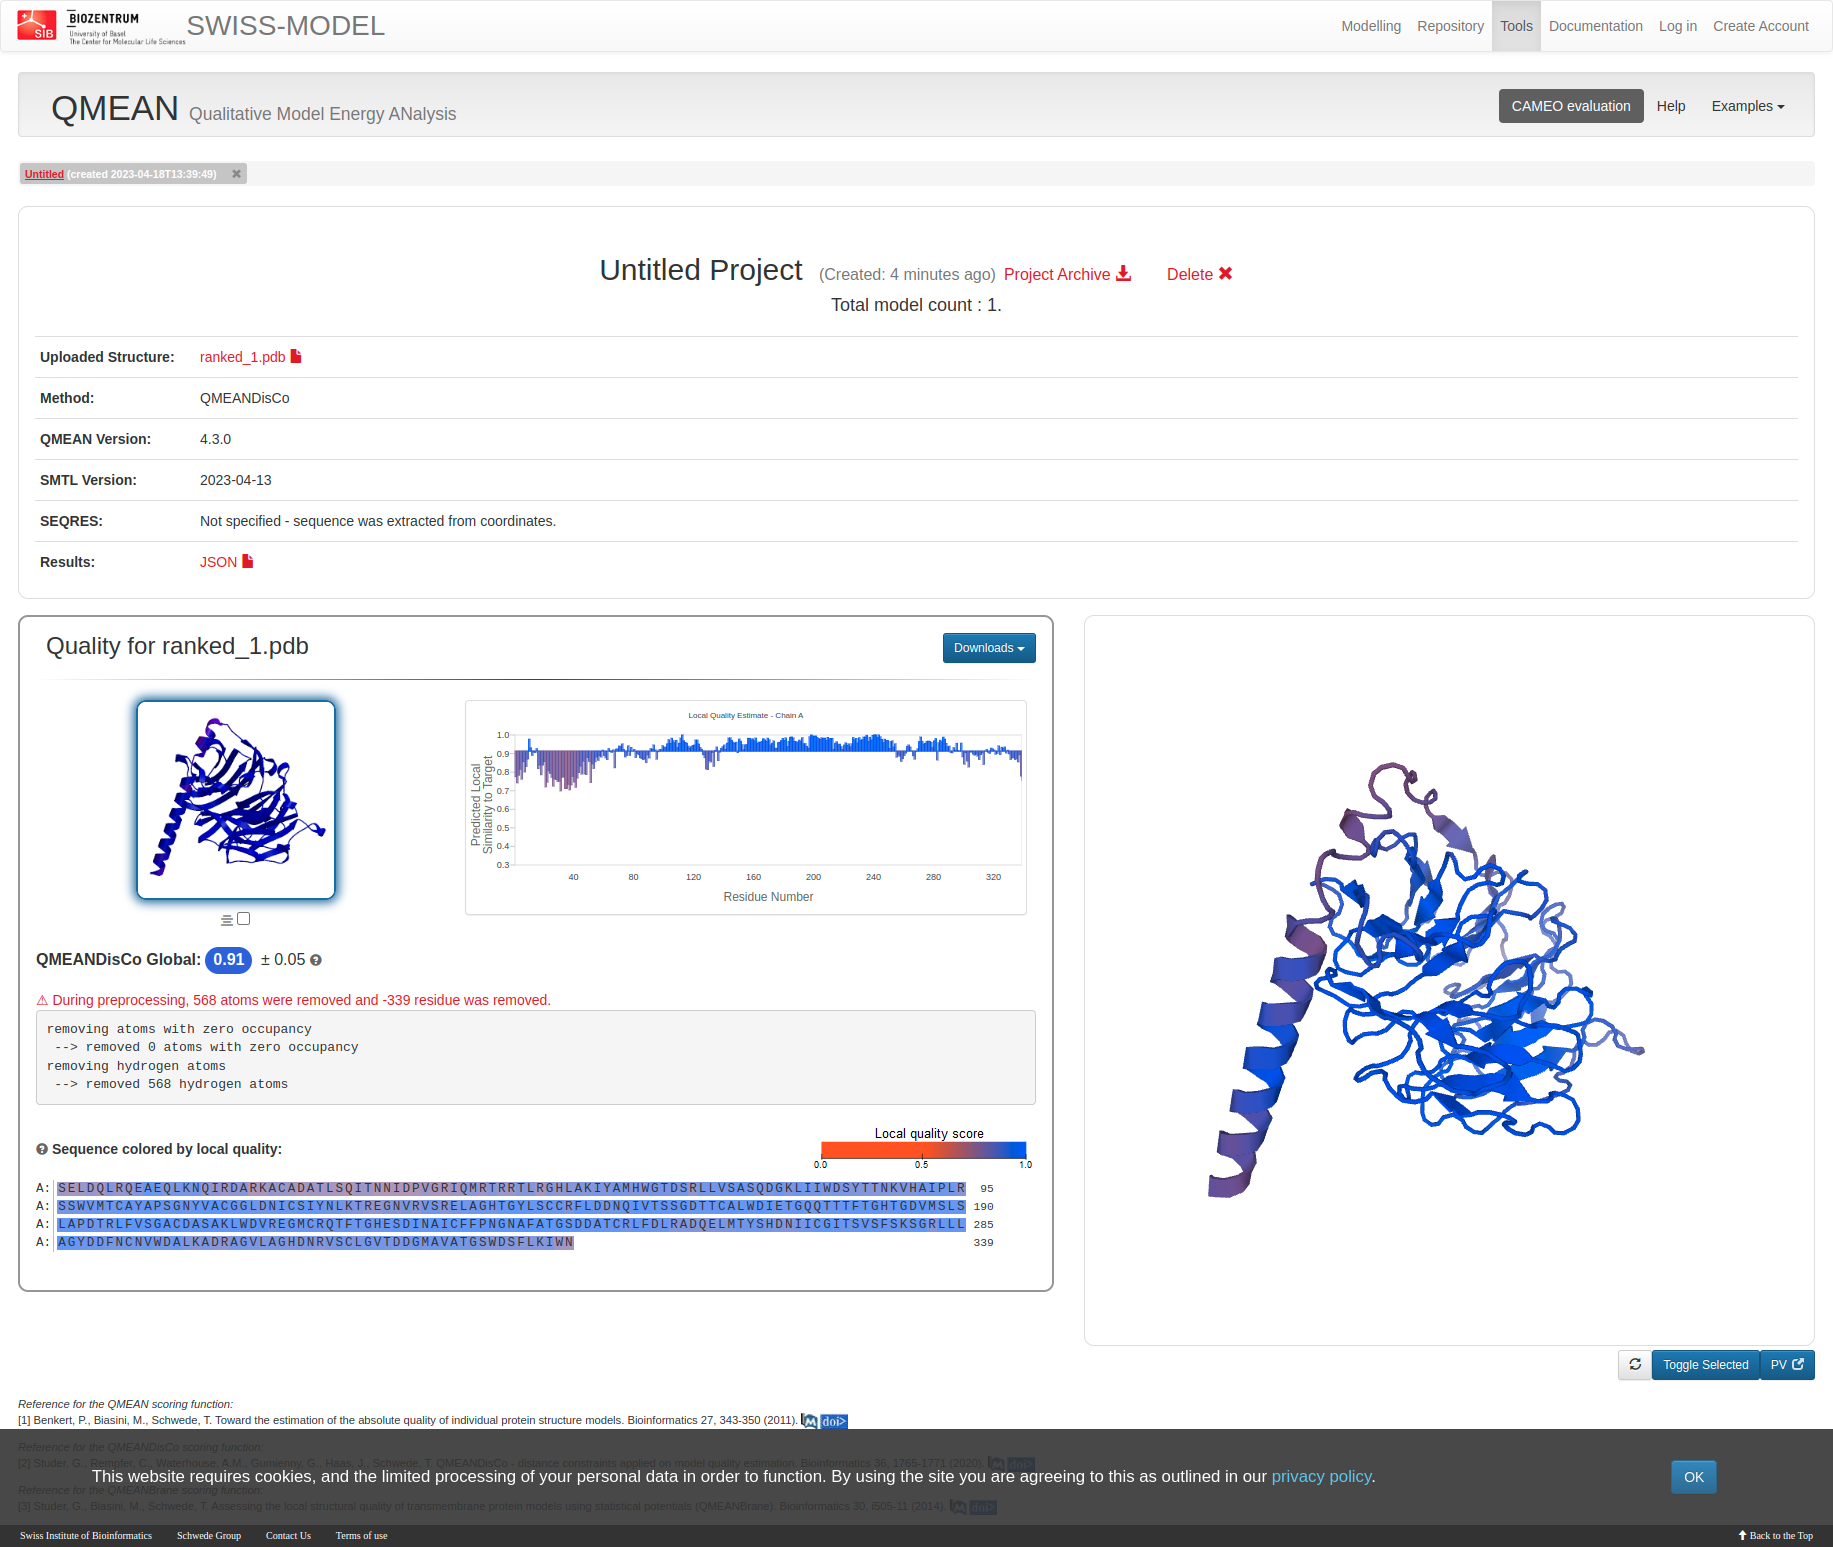 SIB
BIOZENTRUM
University of Basel
The Center for Molecular Life Sciences
SWISS-MODEL
Modelling Repository Tools Documentation Log in Create Account
QMEAN Qualitative Model Energy ANalysis
CAMEO evaluation Help Examples
Untitled (created 2023-04-18T13:39:49) ✖
Untitled Project (Created: 4 minutes ago) Project Archive Delete ✖
Total model count : 1.
Uploaded Structure: ranked_1.pdb
Method: QMEANDisCo
QMEAN Version: 4.3.0
SMTL Version: 2023-04-13
SEQRES: Not specified - sequence was extracted from coordinates.
Results: JSON
Quality for ranked_1.pdb
Downloads
Local Quality Estimate - Chain A
Predicted Local
Similarity to Target
1.0
0.9
0.8
0.7
0.6
0.5
0.4
0.3
40 80 120 160 200 240 280 320
Residue Number
QMEANDisCo Global: 0.91 ± 0.05
⚠ During preprocessing, 568 atoms were removed and -339 residue was removed.
removing atoms with zero occupancy
--> removed 0 atoms with zero occupancy
removing hydrogen atoms
--> removed 568 hydrogen atoms
Sequence colored by local quality:
Local quality score
0.0 0.5 1.0
A: SELDQLRQEAEQLKNQIRDARKACADATLSQITNNIDPVGRIQMRTRRTLRGHLAKIYAMHWGTDSRLLVSASQDGKLIIWDSYTTNKVHAIPLR 95
A: SSWVMTCAYAPSGNYVACGGLDNICSIYNLKTREGNVRVSRELAGHTGYLSCCRFLDDNQIVTSSGDTTCALWDIETGQQTTTFTGHTGDVMSLS 190
A: LAPDTRLFVSGACDASAKLWDVREGMCRQTFTGHESDINAICFFPNGNAFATGSDDATCRLFDLRADQELMTYSHDNIICGITSVSFSKSGRLLL 285
A: AGYDDFNCNVWDALKADRAGVLAGHDNRVSCLGVTDDGMAVATGSWDSFLKIWN 339
Toggle Selected PV
Reference for the QMEAN scoring function:
[1] Benkert, P., Biasini, M., Schwede, T. Toward the estimation of the absolute quality of individual protein structure models. Bioinformatics 27, 343-350 (2011). M doi>
Reference for the QMEANDisCo scoring function:
[2] Studer, G., Rempfer, C., Waterhouse, A.M., Gumienny, G., Haas, J., Schwede, T. QMEANDisCo - distance constraints applied on model quality estimation. Bioinformatics 36, 1765-1771 (2020). M doi>
This website requires cookies, and the limited processing of your personal data in order to function. By using the site you are agreeing to this as outlined in our privacy policy. OK
Reference for the QMEANBrane scoring function:
[3] Studer, G., Biasini, M., Schwede, T. Assessing the local structural quality of transmembrane protein models using statistical potentials (QMEANBrane). Bioinformatics 30, i505-11 (2014). M doi>
Swiss Institute of Bioinformatics Schwede Group Contact Us Terms of use Back to the Top